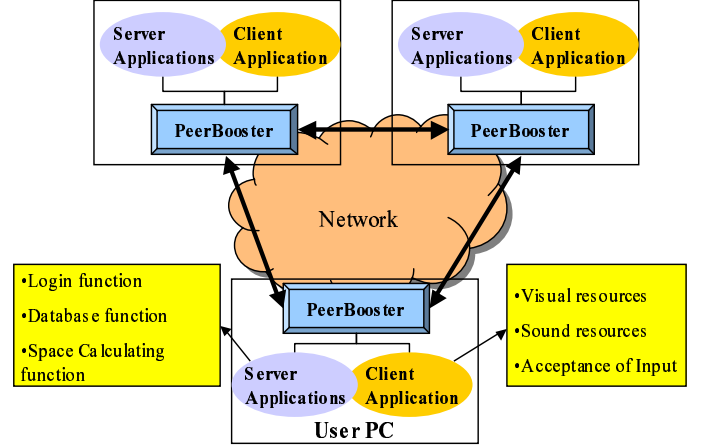 Server
Applications
Client
Application
Server
Applications
Client
Application
PeerBooster
PeerBooster
Network
•Login function
•Database function
•Space Calculating
function
PeerBooster
•Visual resources
•Sound resources
•Acceptance of Input
Server
Applications
Client
Application
User PC